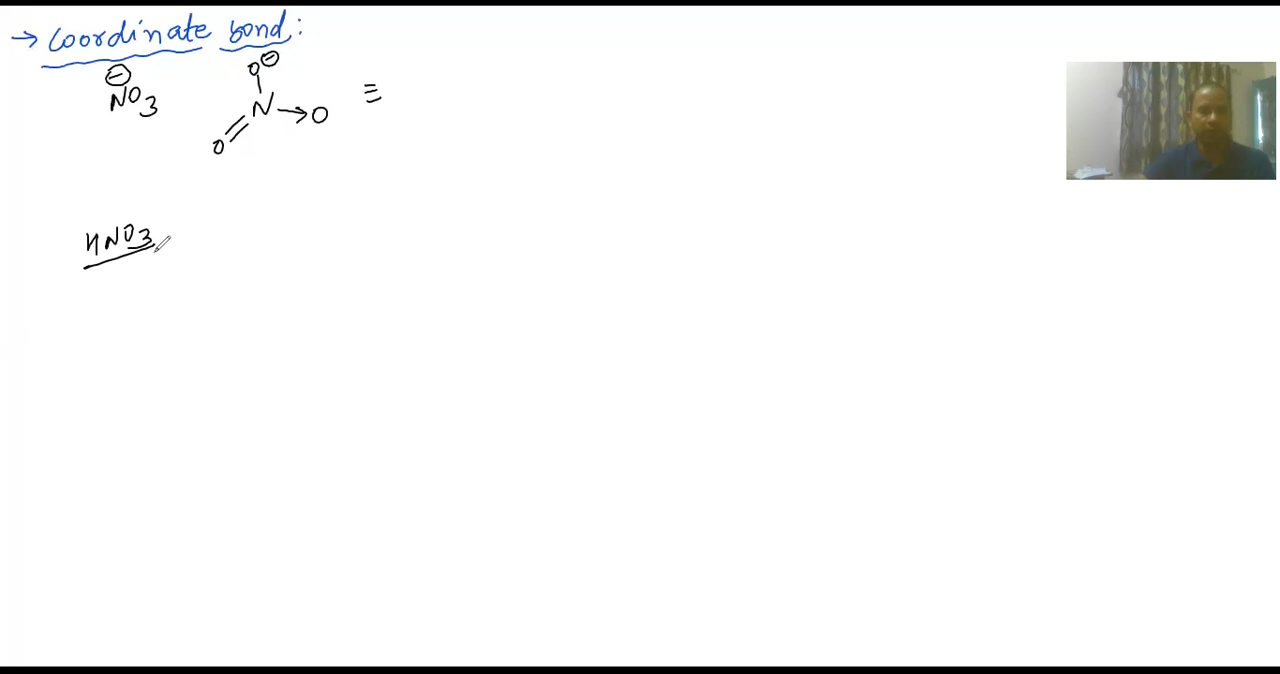 → Coordinate bond:
⊖
NO3
O⊖
N → O
O
≡
HNO3